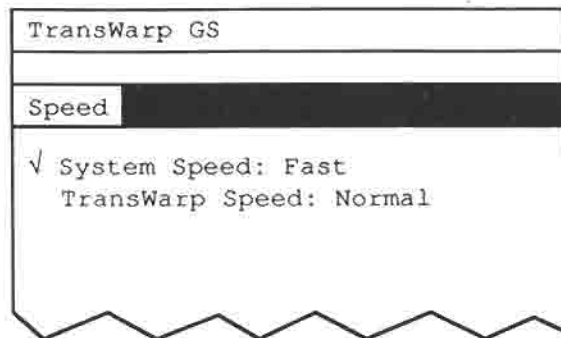 TransWarp GS
Speed
√ System Speed: Fast
TransWarp Speed: Normal